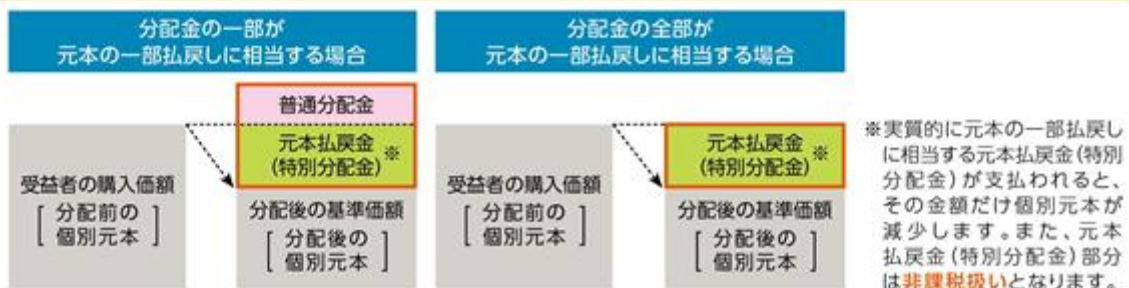 分配金の一部が
元本の一部払戻しに相当する場合
普通分配金
元本払戻金
(特別分配金) ※
受益者の購入価額
[ 分配前の
個別元本 ]
分配後の基準価額
[ 分配後の
個別元本 ]
分配金の全部が
元本の一部払戻しに相当する場合
元本払戻金
(特別分配金) ※
受益者の購入価額
[ 分配前の
個別元本 ]
分配後の基準価額
[ 分配後の
個別元本 ]
※実質的に元本の一部払戻し
に相当する元本払戻金(特別
分配金)が支払われると、
その金額だけ個別元本が
減少します。また、元本
払戻金(特別分配金)部分
は非課税扱いとなります。